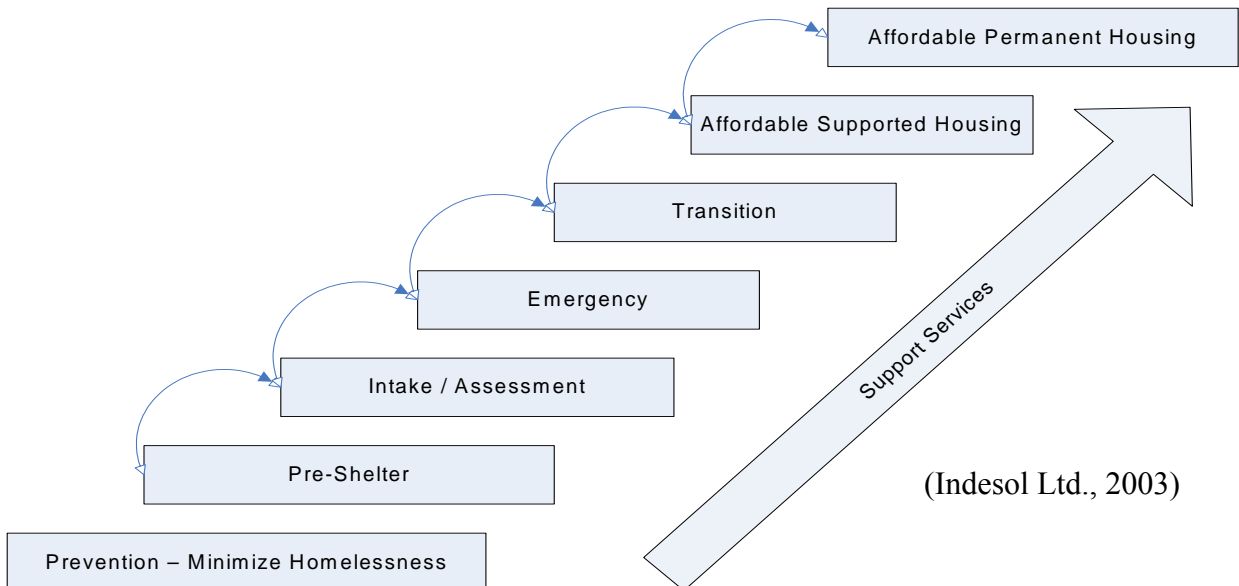 Affordable Permanent Housing
Affordable Supported Housing
Transition
Emergency
Intake / Assessment
Pre-Shelter
Prevention – Minimize Homelessness
Support Services
(Indesol Ltd., 2003)